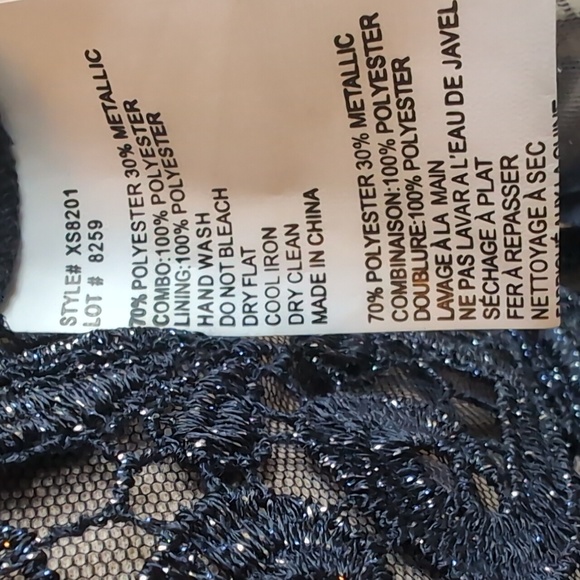 STYLE# XS8201
LOT # 8259
70% POLYESTER 30% METALLIC
COMBO:100% POLYESTER
LINING:100% POLYESTER
HAND WASH
DO NOT BLEACH
DRY FLAT
COOL IRON
DRY CLEAN
MADE IN CHINA
70% POLYESTER 30% METALLIC
COMBINAISON:100% POLYESTER
DOUBLURE:100% POLYESTER
LAVAGE À LA MAIN
NE PAS LAVAR A L'EAU DE JAVEL
SÉCHAGE À PLAT
FER À REPASSER
NETTOYAGE À SEC